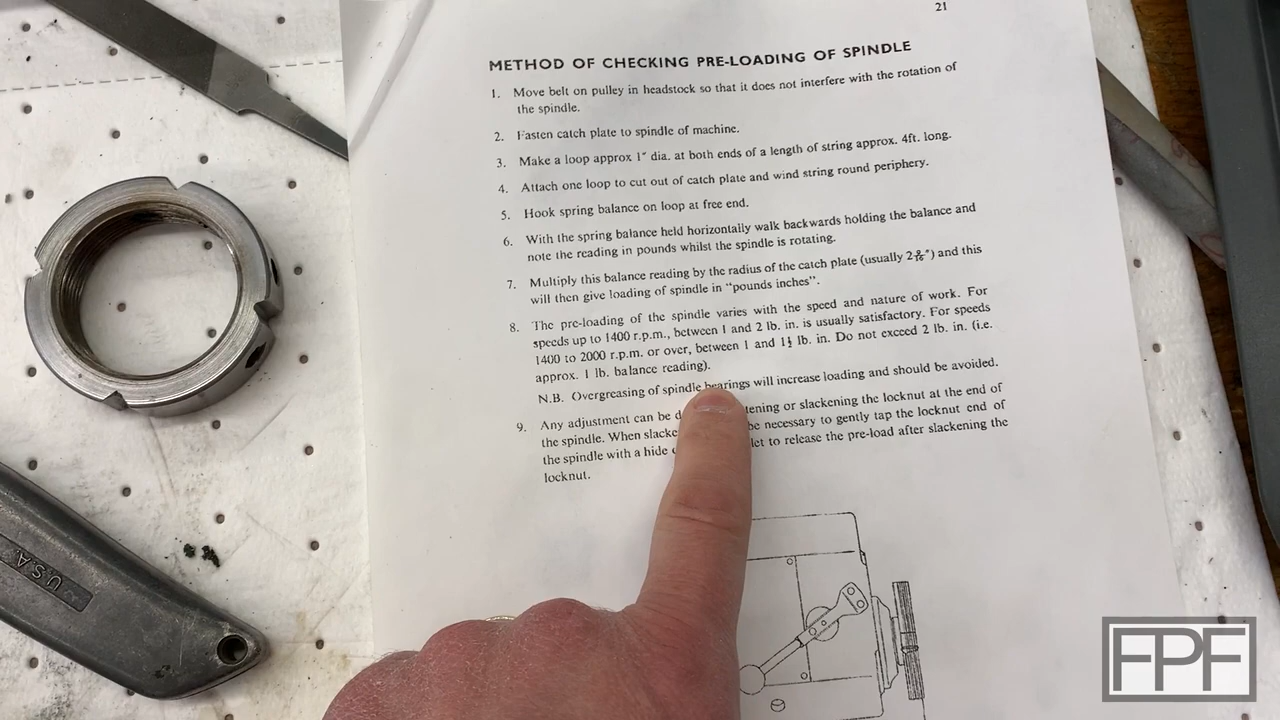 21
METHOD OF CHECKING PRE-LOADING OF SPINDLE
1. Move belt on pulley in headstock so that it does not interfere with the rotation of
the spindle.
2. Fasten catch plate to spindle of machine.
3. Make a loop approx 1" dia. at both ends of a length of string approx. 4ft. long.
4. Attach one loop to cut out of catch plate and wind string round periphery.
5. Hook spring balance on loop at free end.
6. With the spring balance held horizontally walk backwards holding the balance and
note the reading in pounds whilst the spindle is rotating.
7. Multiply this balance reading by the radius of the catch plate (usually and this
will then give loading of spindle in "pounds inches".
8. The pre-loading of the spindle varies with the speed and nature of work. For
speeds up to 1400 r.p.m., between 1 and 2 lb. in. is usually satisfactory. For speeds
1400 to 2000 r.p.m. or over, between 1 and 1½ lb. in. Do not exceed 2 lb. in. (i.e.
approx. 1 lb. balance reading).
N.B. Overgreasing of spindle bearings will increase loading and should be avoided.
9. Any adjustment can be tening or slackening the locknut at the end of
the spindle. When slacke be necessary to gently tap the locknut end of
the spindle with a hide let to release the pre-load after slackening the
locknut.
U.S.A.
FPF